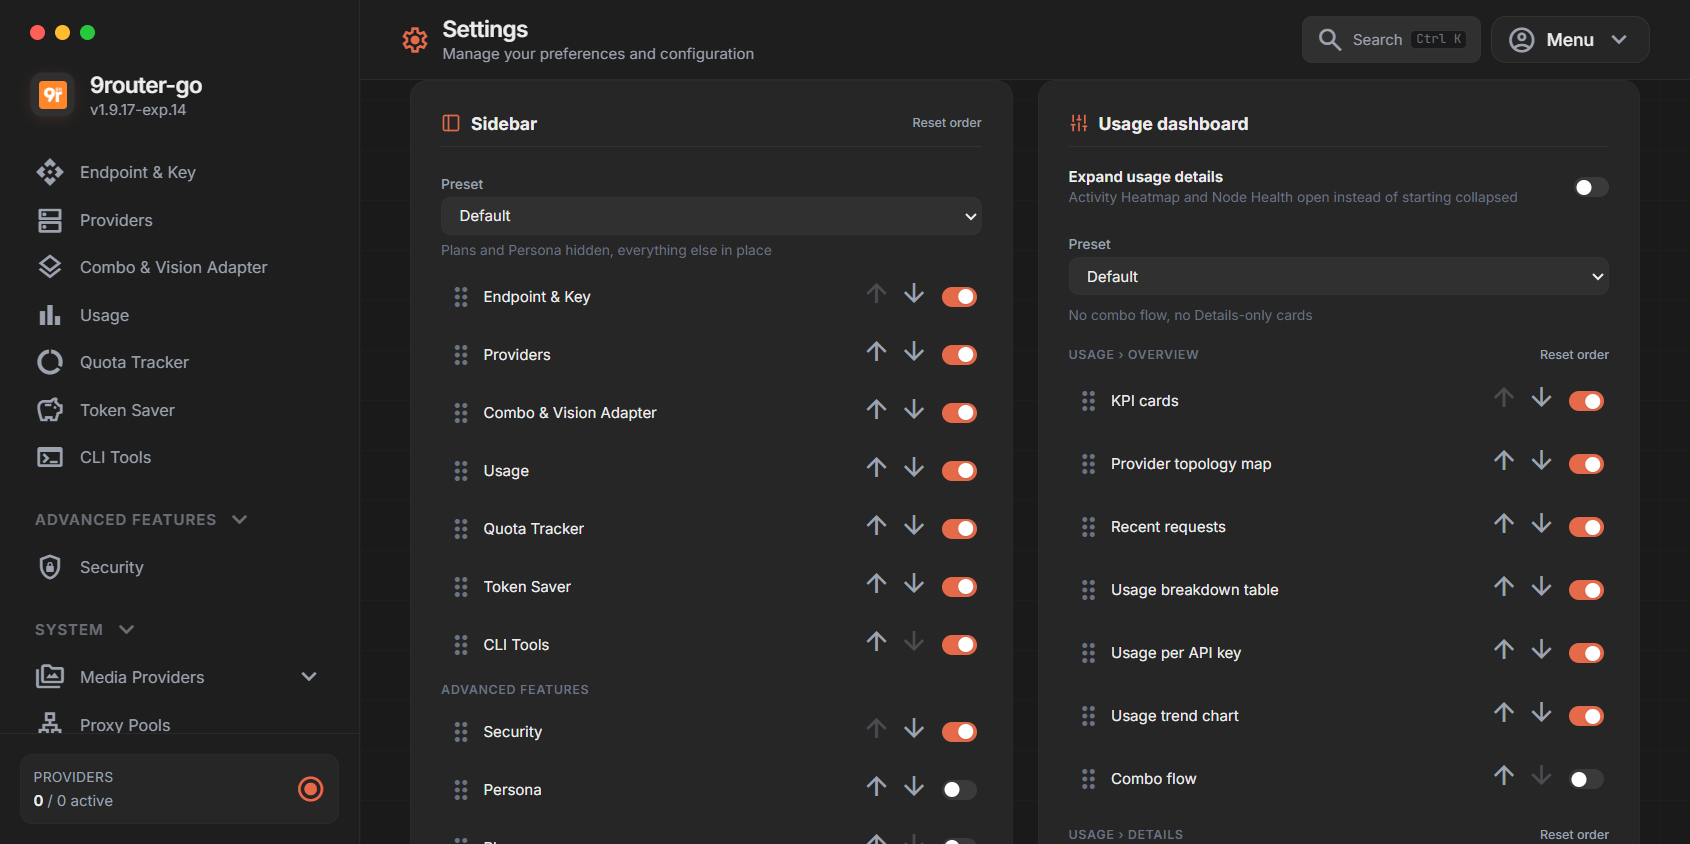 9router-go
v1.9.17-exp.14
Endpoint & Key
Providers
Combo & Vision Adapter
Usage
Quota Tracker
Token Saver
CLI Tools
ADVANCED FEATURES
Security
SYSTEM
Media Providers
Proxy Pools
PROVIDERS
0 / 0 active
Settings
Manage your preferences and configuration
Search Ctrl K
Menu
Sidebar
Reset order
Preset
Default
Plans and Persona hidden, everything else in place
Endpoint & Key
Providers
Combo & Vision Adapter
Usage
Quota Tracker
Token Saver
CLI Tools
ADVANCED FEATURES
Security
Persona
Usage dashboard
Expand usage details
Activity Heatmap and Node Health open instead of starting collapsed
Preset
Default
No combo flow, no Details-only cards
USAGE › OVERVIEW
Reset order
KPI cards
Provider topology map
Recent requests
Usage breakdown table
Usage per API key
Usage trend chart
Combo flow
USAGE › DETAILS
Reset order